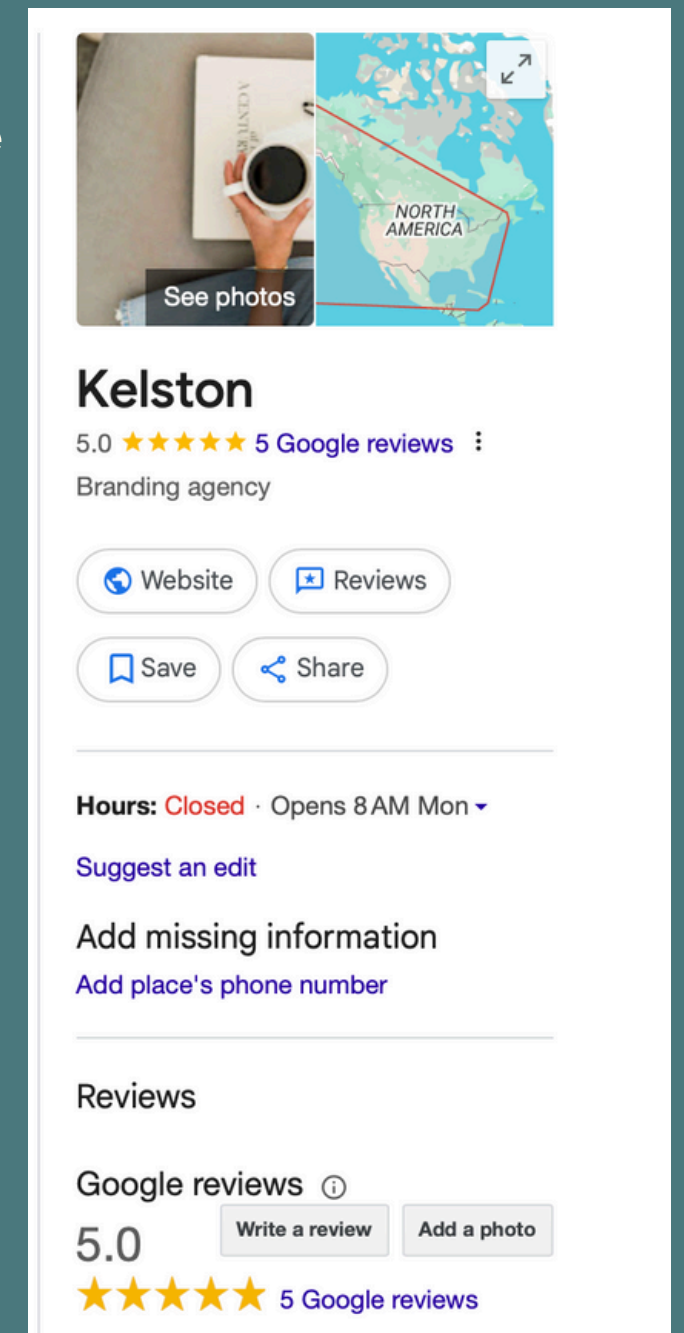 ACENTURY
See photos
NORTH
AMERICA
Kelston
5.0 5 Google reviews
Branding agency
Website Reviews
Save Share
Hours: Closed · Opens 8 AM Mon
Suggest an edit
Add missing information
Add place's phone number
Reviews
Google reviews
5.0 Write a review Add a photo
5 Google reviews